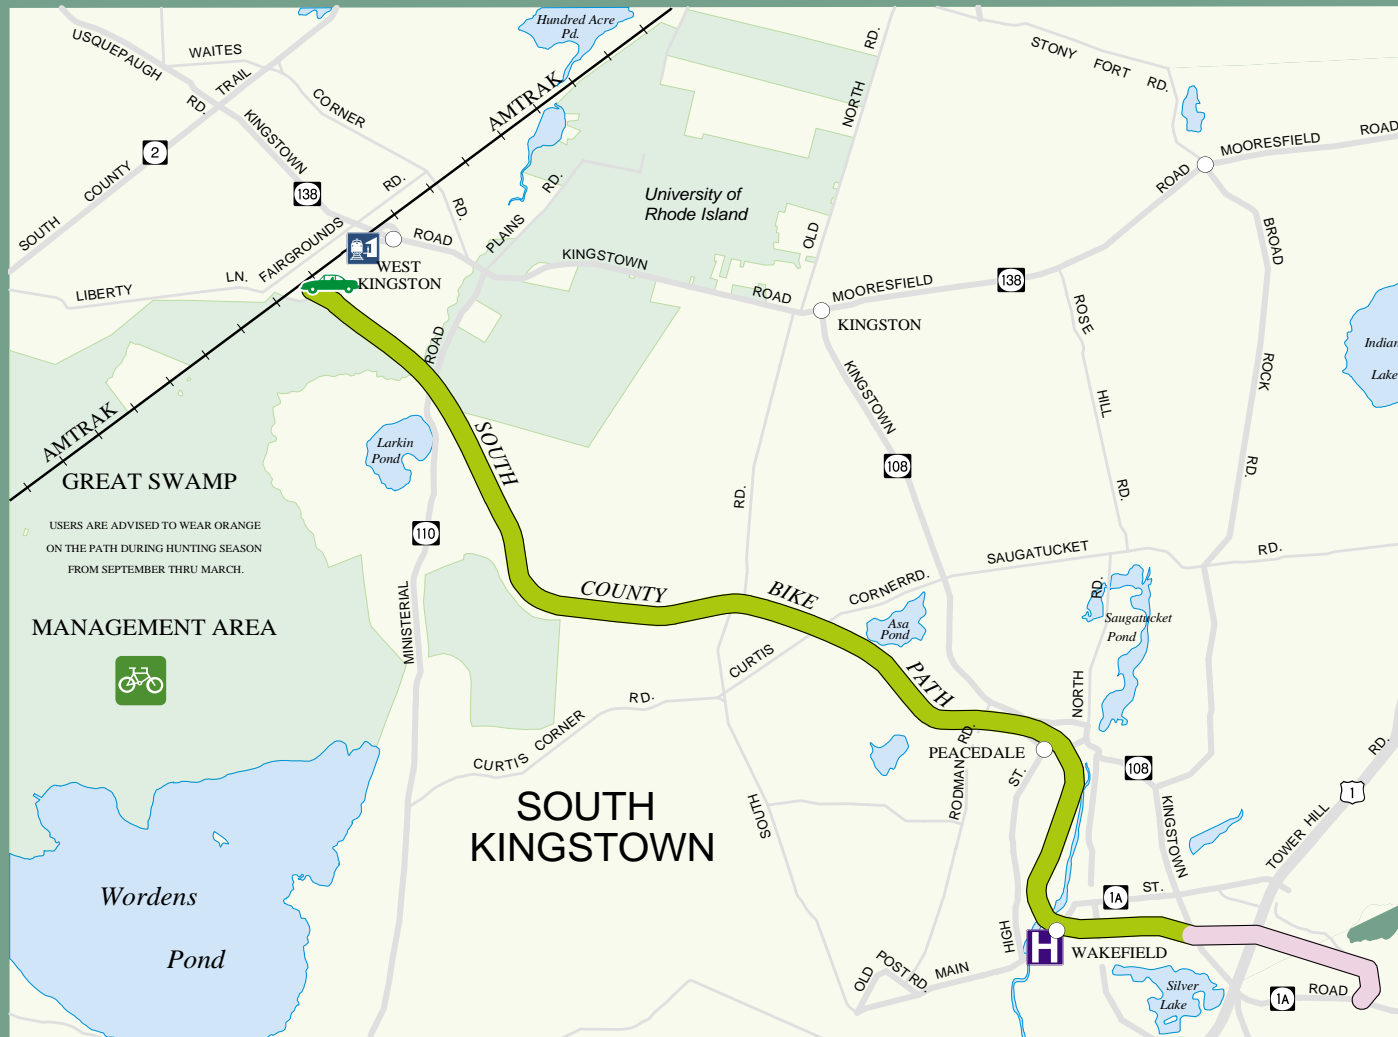 Hundred Acre
Pd.
USQUEPAUGH
RD.
WAITES
TRAIL
CORNER
RD.
KINGSTOWN
2
COUNTY
SOUTH
138
AMTRAK
NORTH
RD.
STONY FORT RD.
MOORESFIELD ROAD
ROAD
University of
Rhode Island
RD.
PLAINS
RD.
FAIRGROUNDS
LN.
LIBERTY
ROAD
1
WEST
KINGSTON
KINGSTOWN
ROAD
OLD
MOORESFIELD
138
KINGSTON
BROAD
ROCK
RD.
ROSE
HILL
RD.
Indian
Lake
ROAD
AMTRAK
Larkin
Pond
SOUTH
KINGSTOWN
108
RD.
GREAT SWAMP
USERS ARE ADVISED TO WEAR ORANGE
ON THE PATH DURING HUNTING SEASON
FROM SEPTEMBER THRU MARCH.
MANAGEMENT AREA
110
MINISTERIAL
COUNTY
BIKE
PATH
CORNERRD.
SAUGATUCKET
RD.
RD.
Saugatucket
Pond
Asa
Pond
CURTIS
RD.
CURTIS CORNER
NORTH
PEACEDALE
RD.
RODMAN
ST.
108
SOUTH
KINGSTOWN
SOUTH
KINGSTOWN
1
TOWER HILL
RD.
Wordens
Pond
1A
ST.
HIGH
H
WAKEFIELD
OLD
POST RD.
MAIN
Silver
Lake
1A
ROAD